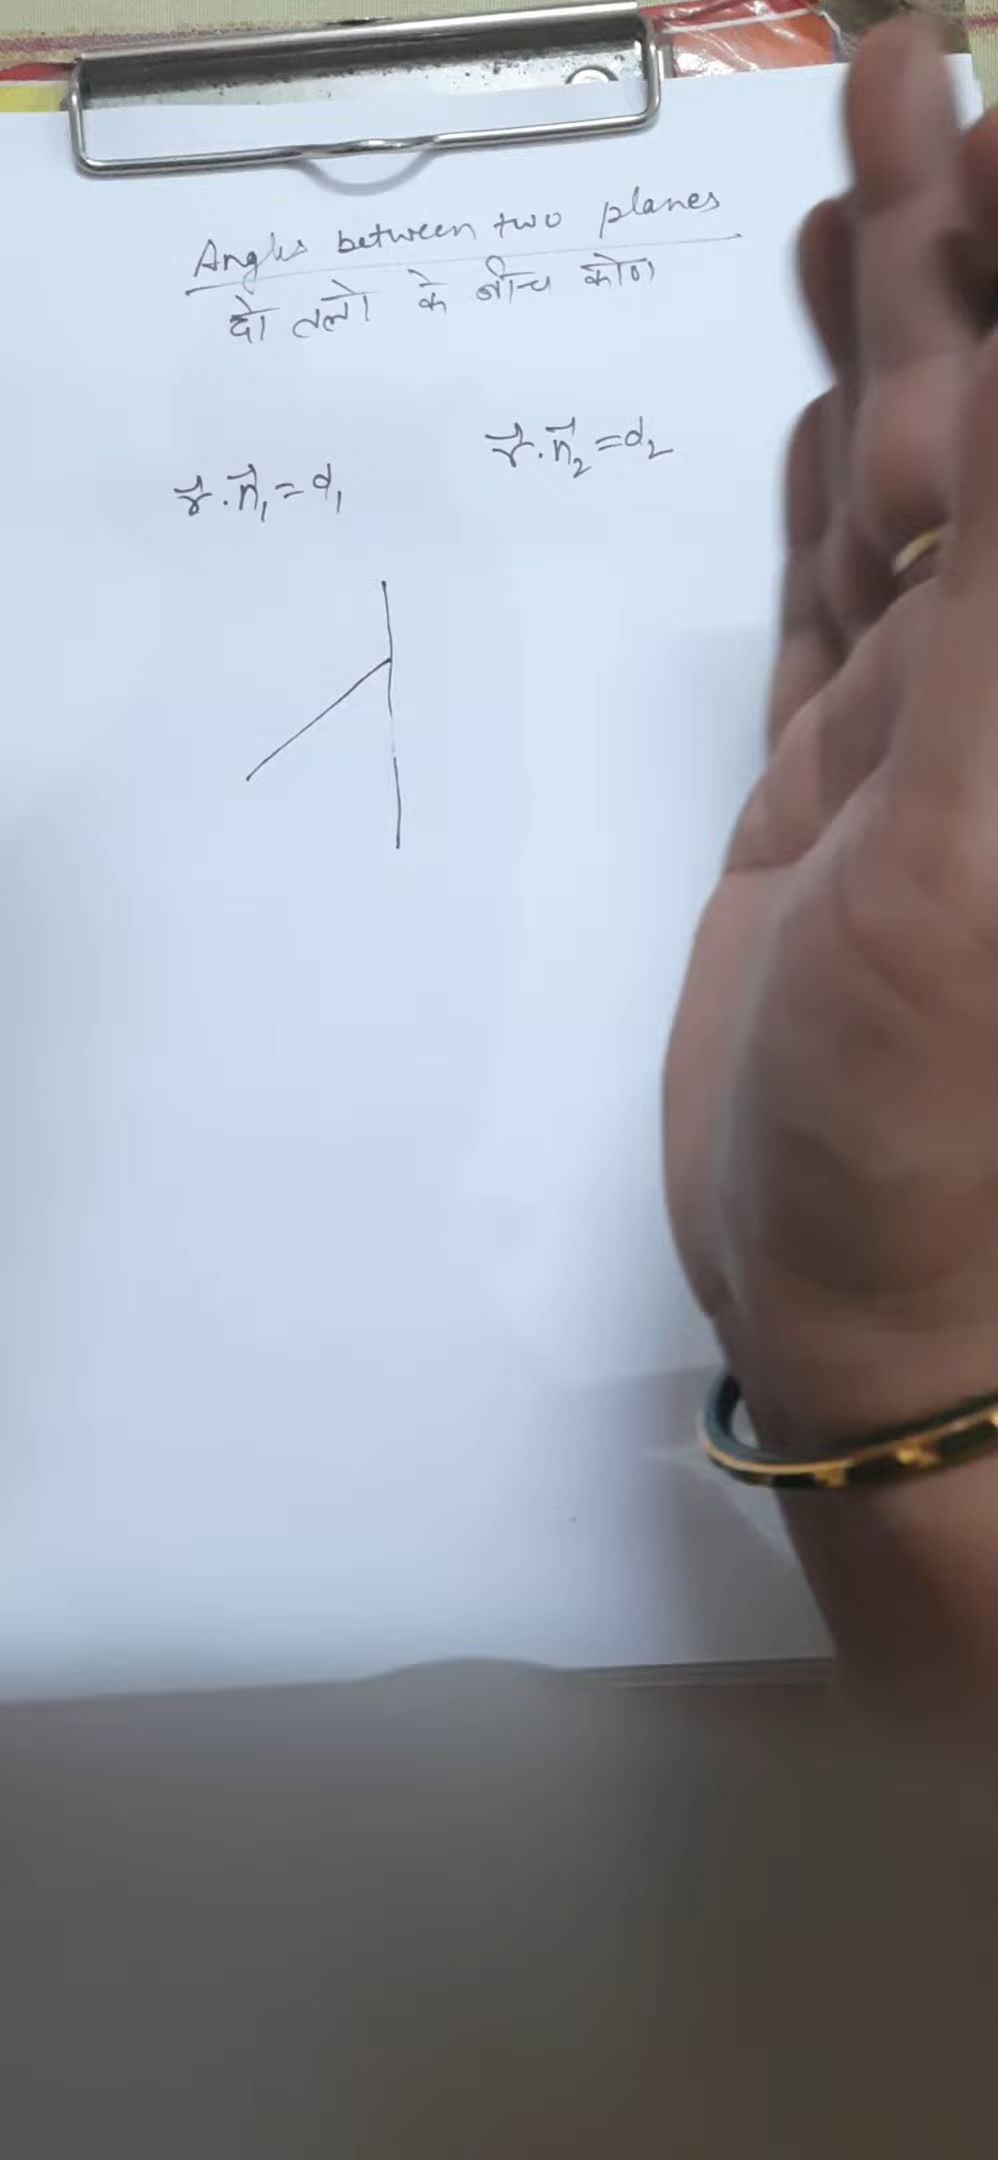 Angles between two planes
दो तलो के बीच कोण
r⃗.n⃗₁=d₁
r⃗.n⃗₂=d₂